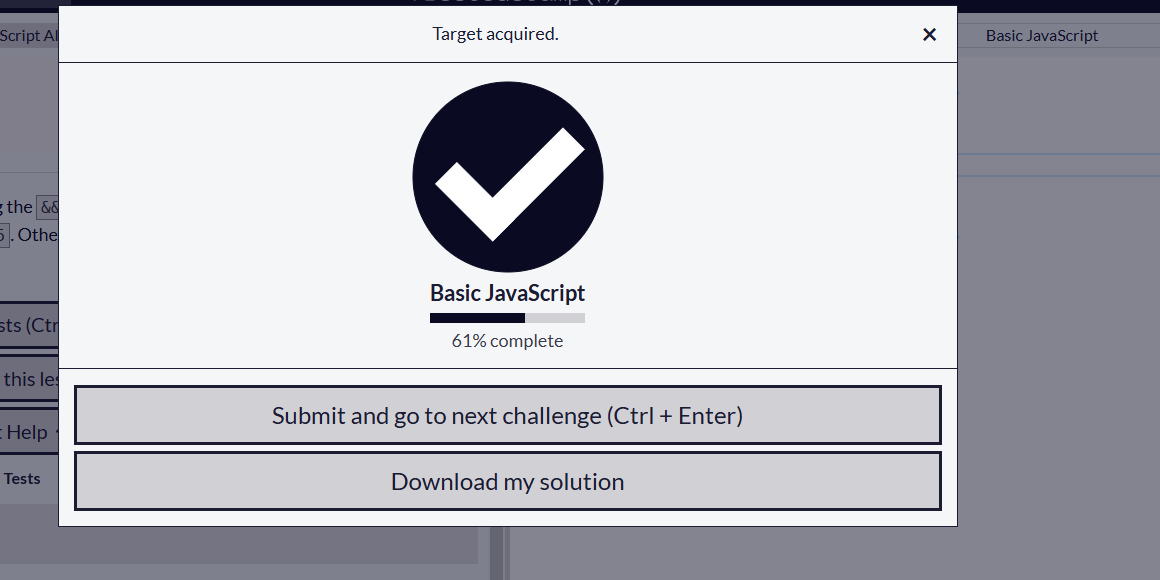 Target acquired.
×
Script Al
Basic JavaScript
g the &&
5. Othe
Basic JavaScript
61% complete
sts (Ctr
this les
Help
Submit and go to next challenge (Ctrl + Enter)
Tests
Download my solution